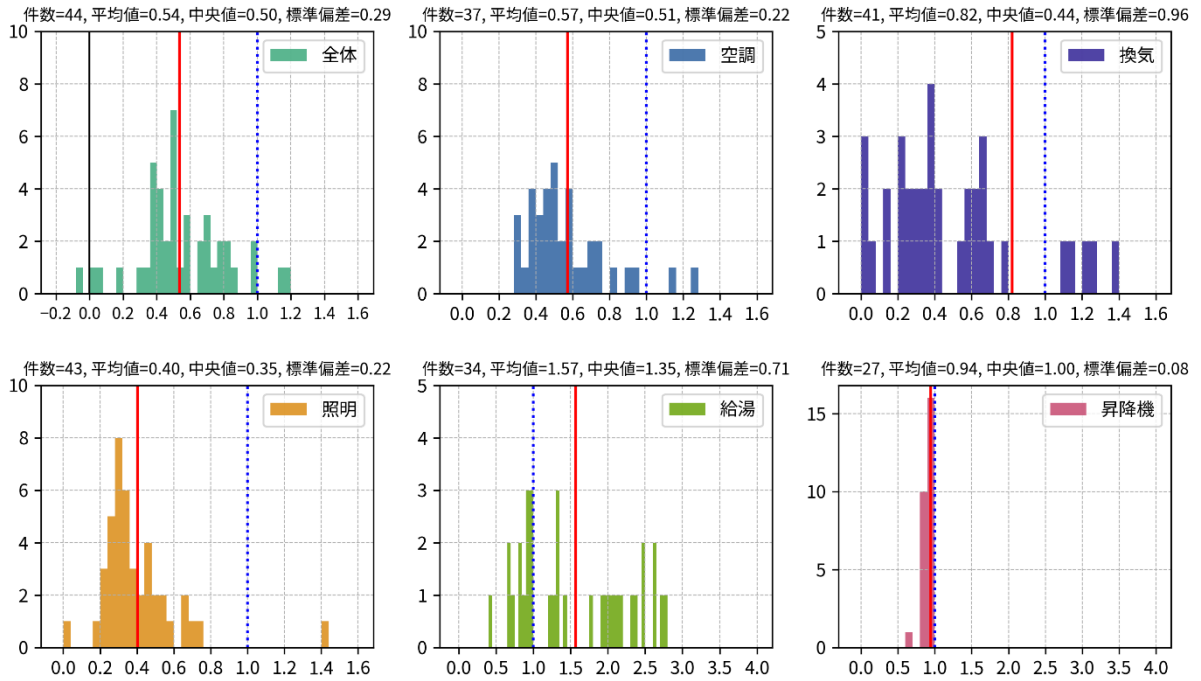 件数=44, 平均値=0.54, 中央値=0.50, 標準偏差=0.29
10
8
6
4
2
0
全体
−0.2 0.0 0.2 0.4 0.6 0.8 1.0 1.2 1.4 1.6
件数=37, 平均値=0.57, 中央値=0.51, 標準偏差=0.22
10
8
6
4
2
0
空調
0.0 0.2 0.4 0.6 0.8 1.0 1.2 1.4 1.6
件数=41, 平均値=0.82, 中央値=0.44, 標準偏差=0.96
5
4
3
2
1
0
換気
0.0 0.2 0.4 0.6 0.8 1.0 1.2 1.4 1.6
件数=43, 平均値=0.40, 中央値=0.35, 標準偏差=0.22
10
8
6
4
2
0
照明
0.0 0.2 0.4 0.6 0.8 1.0 1.2 1.4 1.6
件数=34, 平均値=1.57, 中央値=1.35, 標準偏差=0.71
5
4
3
2
1
0
給湯
0.0 0.5 1.0 1.5 2.0 2.5 3.0 3.5 4.0
件数=27, 平均値=0.94, 中央値=1.00, 標準偏差=0.08
15
10
5
0
昇降機
0.0 0.5 1.0 1.5 2.0 2.5 3.0 3.5 4.0